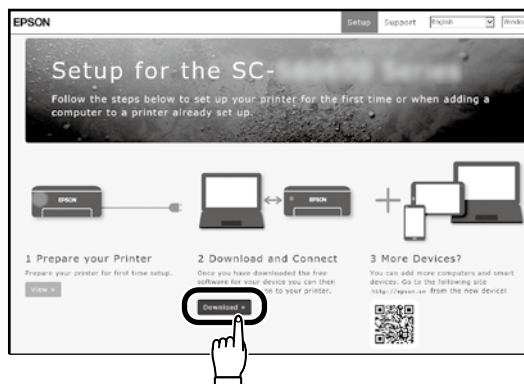 EPSON
Setup Support English Window
Setup for the SC-
Follow the steps below to set up your printer for the first time or when adding a
computer to a printer already set up.
EPSON
EPSON
1 Prepare your Printer
Prepare your printer for first time setup.
View »
2 Download and Connect
Once you have downloaded the free
software for your device you can then
to your printer.
Download »
3 More Devices?
You can add more computers and smart
devices. Go to the following site
http://epson.sn from the new device!